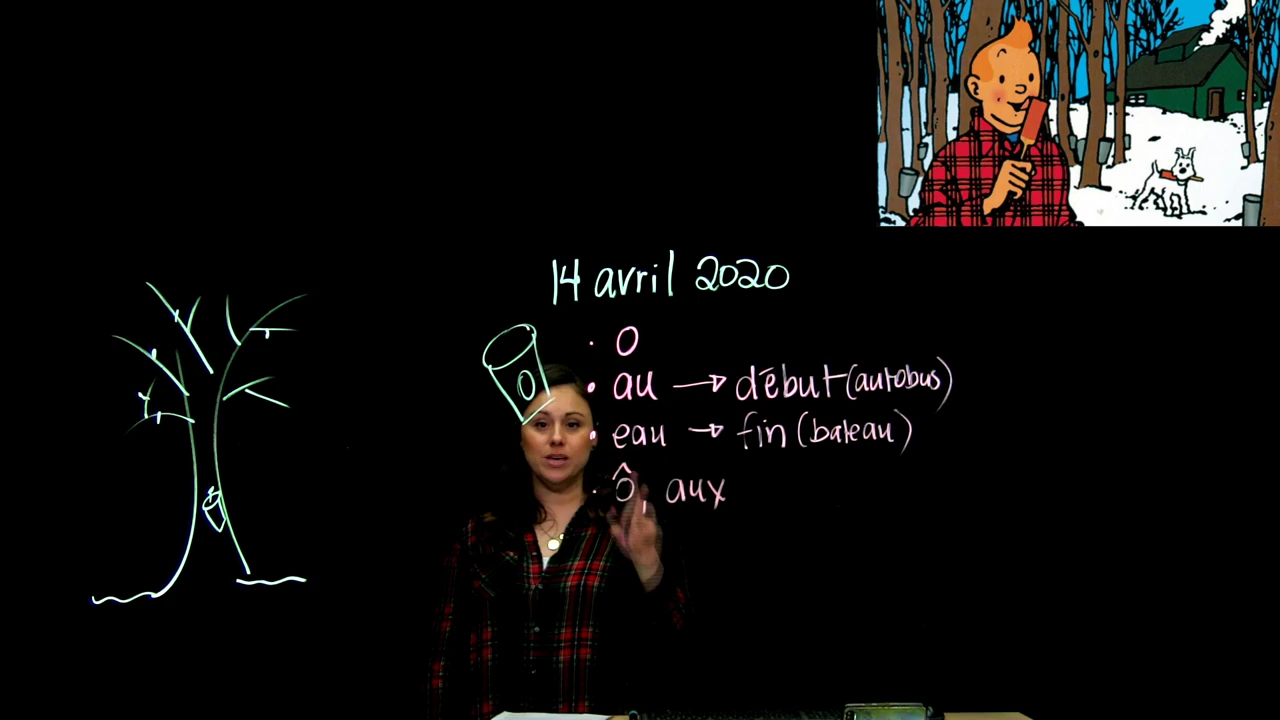 14 avril 2020
O
· o
· au → début (autobus)
· eau → fin (bateau)
· ô, aux